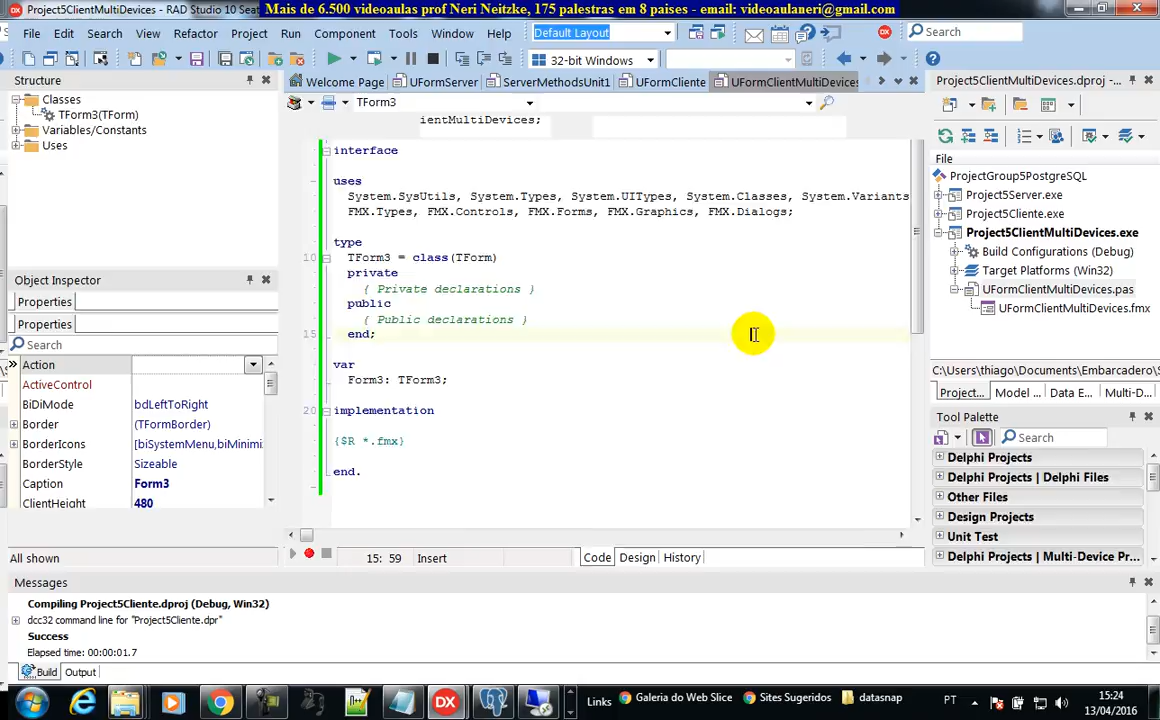 Mais de 6.500 videoaulas prof Neri Neitzke, 175 palestras em 8 paises - email: videoaulaneri@gmail.com
Project5ClientMultiDevices - RAD Studio 10 Seat
File Edit Search View Refactor Project Run Component Tools Window Help
Default Layout
Search
32-bit Windows
Structure
Classes
TForm3(TForm)
Variables/Constants
Uses
Welcome Page UFormServer ServerMethodsUnit1 UFormCliente UFormClientMultiDevices
TForm3
ientMultiDevices;
interface
uses
System.SysUtils, System.Types, System.UITypes, System.Classes, System.Variants
FMX.Types, FMX.Controls, FMX.Forms, FMX.Graphics, FMX.Dialogs;
type
10 TForm3 = class(TForm)
private
{ Private declarations }
public
{ Public declarations }
15 end;
var
Form3: TForm3;
20 implementation
{$R *.fmx}
end.
15: 59 Insert Code Design History
Object Inspector
Properties
Properties
Search
Action
ActiveControl
BiDiMode bdLeftToRight
Border (TFormBorder)
BorderIcons [biSystemMenu,biMinimi
BorderStyle Sizeable
Caption Form3
ClientHeight 480
All shown
Project5ClientMultiDevices.dproj -...
File
ProjectGroup5PostgreSQL
Project5Server.exe
Project5Cliente.exe
Project5ClientMultiDevices.exe
Build Configurations (Debug)
Target Platforms (Win32)
UFormClientMultiDevices.pas
UFormClientMultiDevices.fmx
C:\Users\thiago\Documents\Embarcadero\S
Project... Model ... Data E... Multi-D...
Tool Palette
Search
Delphi Projects
Delphi Projects | Delphi Files
Other Files
Design Projects
Unit Test
Delphi Projects | Multi-Device Pr...
Messages
Compiling Project5Cliente.dproj (Debug, Win32)
dcc32 command line for "Project5Cliente.dpr"
Success
Elapsed time: 00:00:01.7
Build Output
Links Galeria do Web Slice Sites Sugeridos datasnap PT
15:24
13/04/2016